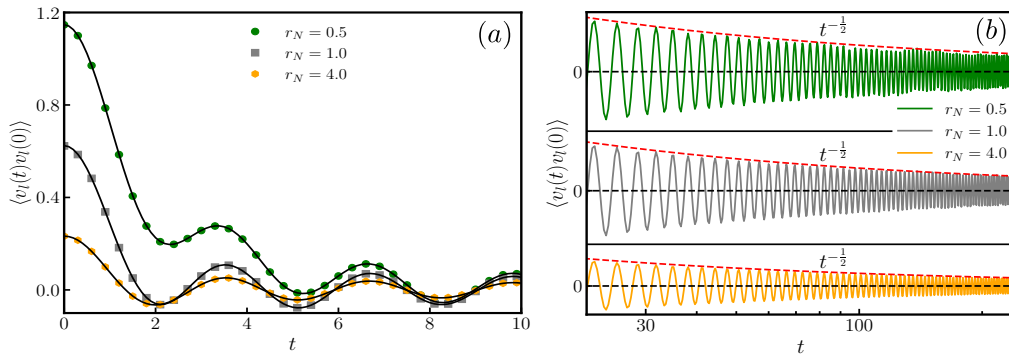 (a)
r_N = 0.5
r_N = 1.0
r_N = 4.0
1.2
0.8
0.4
0.0
⟨v_l(t)v_l(0)⟩
0
2
4
6
8
10
t
(b)
t^{-1/2}
0
r_N = 0.5
r_N = 1.0
r_N = 4.0
t^{-1/2}
0
t^{-1/2}
0
⟨v_l(t)v_l(0)⟩
30
100
t